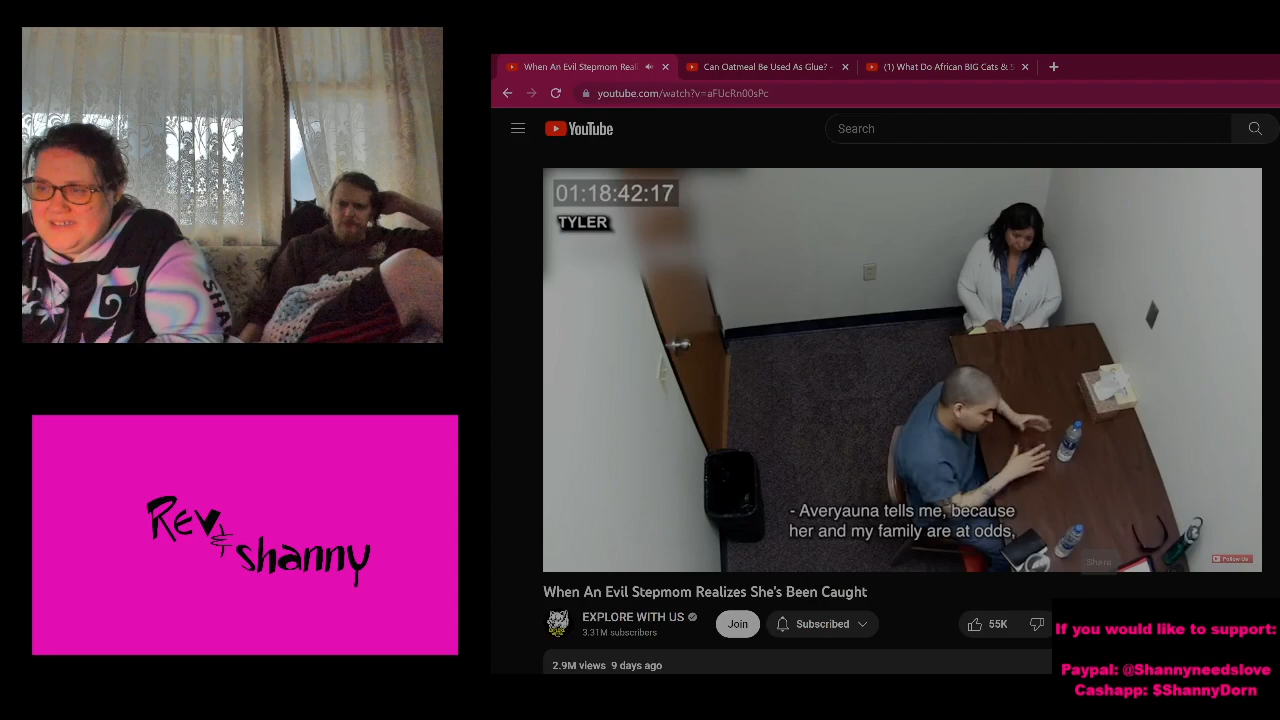 When An Evil Stepmom Reali
Can Oatmeal Be Used As Glue? -
(1) What Do African BIG Cats & S
youtube.com/watch?v=aFUcRn00sPc
YouTube
Search
01:18:42:17
TYLER
- Averyauna tells me, because
her and my family are at odds,
Share
Follow Us
When An Evil Stepmom Realizes She's Been Caught
EXPLORE WITH US
3.31M subscribers
Join
Subscribed
55K
2.9M views 9 days ago
Rev
&
shanny
If you would like to support:
Paypal: @Shannyneedslove
Cashapp: $ShannyDorn